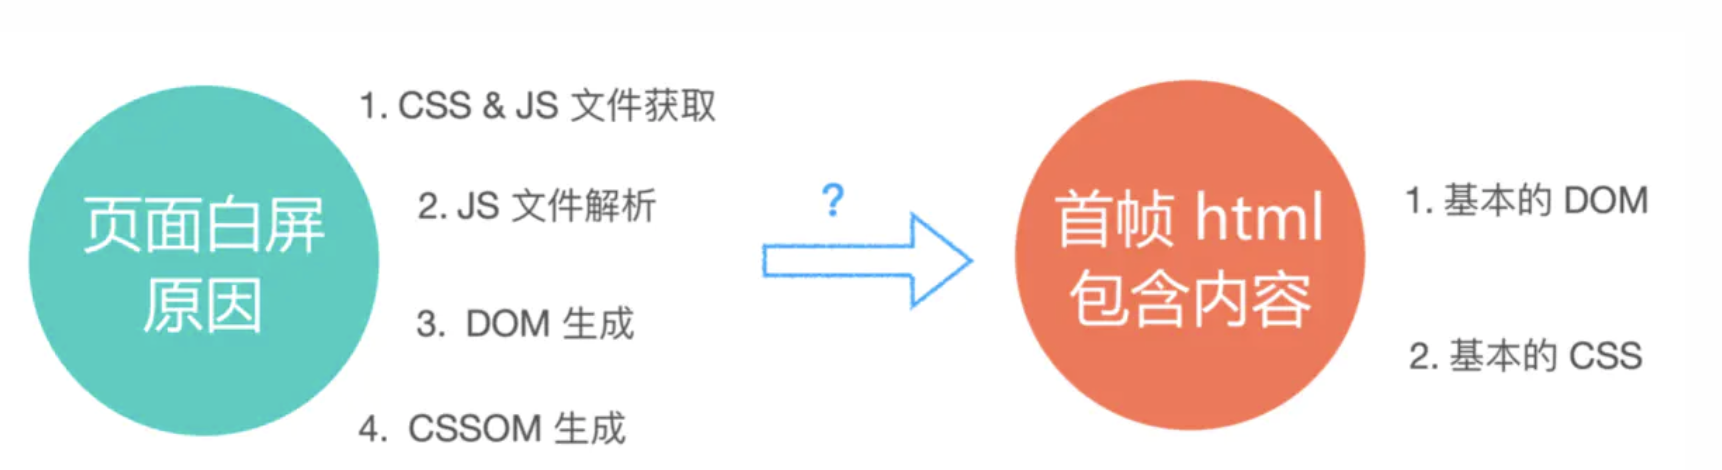 页面白屏
原因
1. CSS & JS 文件获取
2. JS 文件解析
3. DOM 生成
4. CSSOM 生成
?
首帧 html
包含内容
1. 基本的 DOM
2. 基本的 CSS